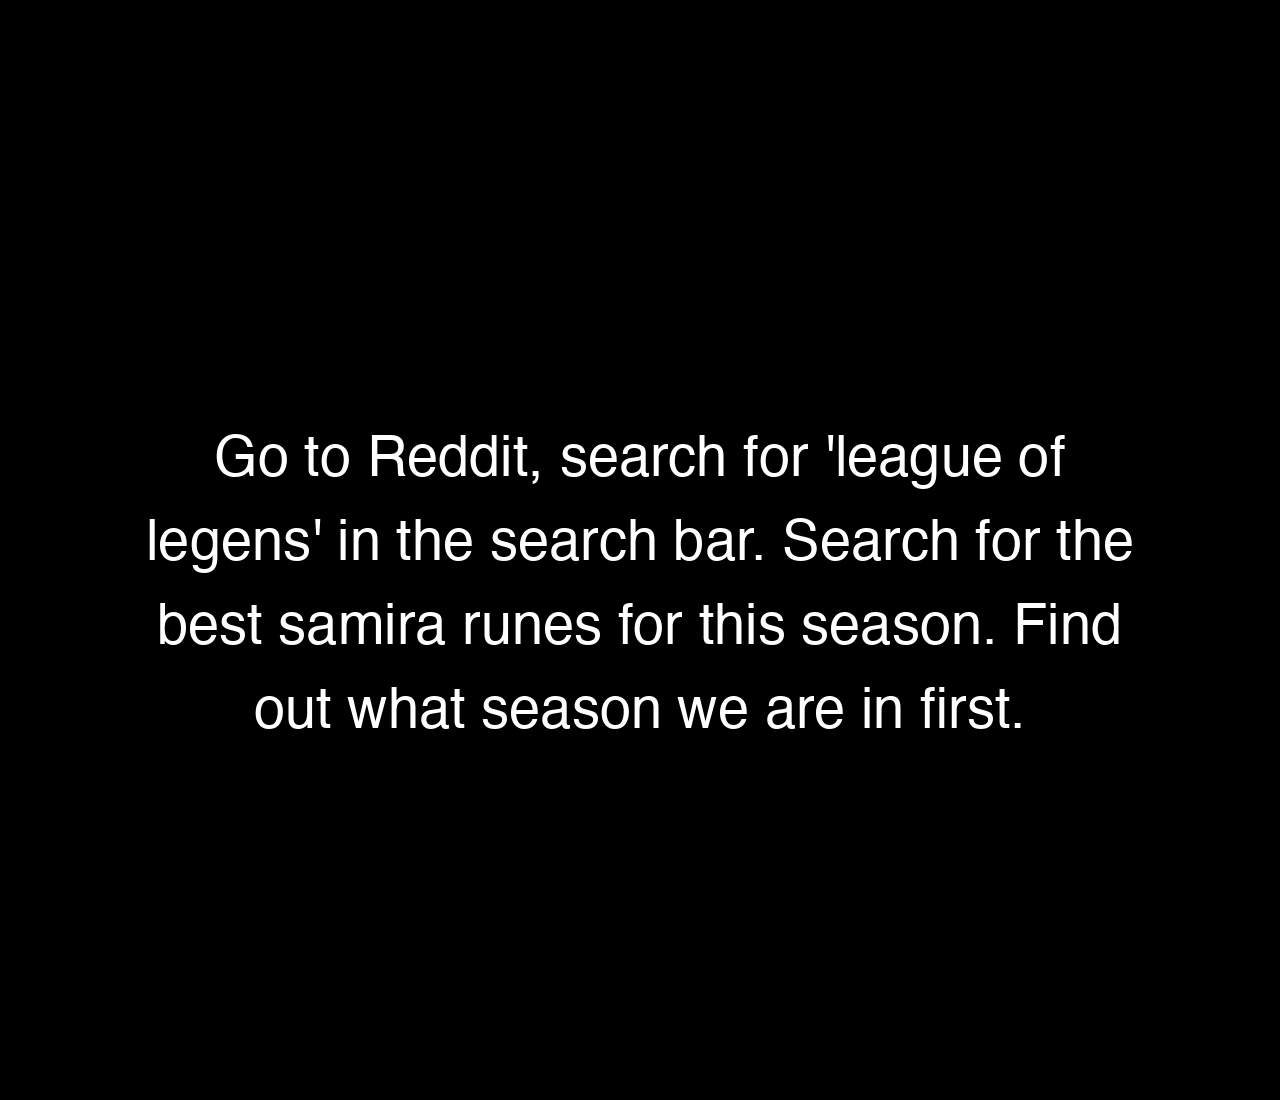 Go to Reddit, search for 'league of
legens' in the search bar. Search for the
best samira runes for this season. Find
out what season we are in first.